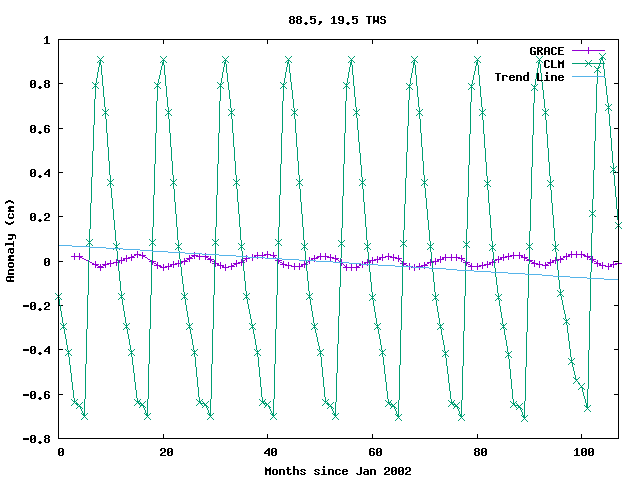 88.5, 19.5 TWS
GRACE
CLM
Trend Line
1
0.8
0.6
0.4
0.2
0
-0.2
-0.4
-0.6
-0.8
Anomaly (cm)
0 20 40 60 80 100
Months since Jan 2002